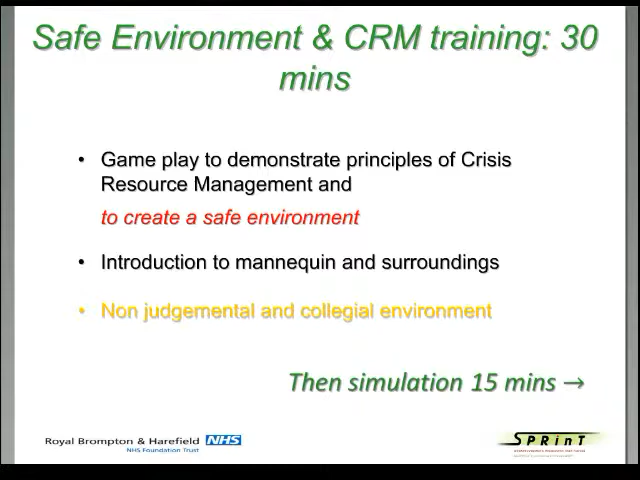 Safe Environment & CRM training: 30
mins
• Game play to demonstrate principles of Crisis
Resource Management and
to create a safe environment
• Introduction to mannequin and surroundings
• Non judgemental and collegial environment
Then simulation 15 mins →
Royal Brompton & Harefield NHS
NHS Foundation Trust
SPRinT